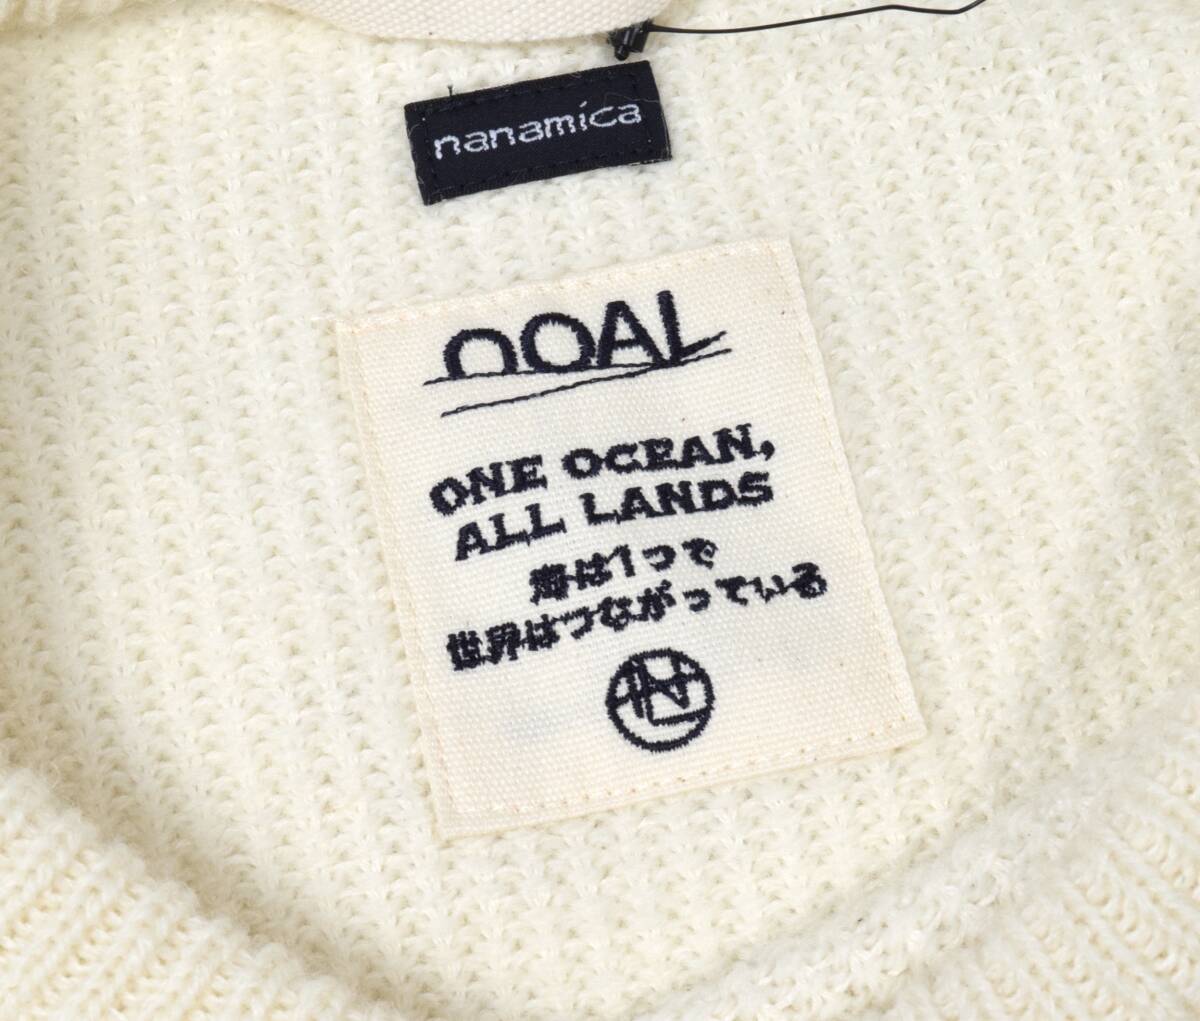 nanamica
OOAL
ONE OCEAN,
ALL LANDS
海は1つで
世界はつながっている